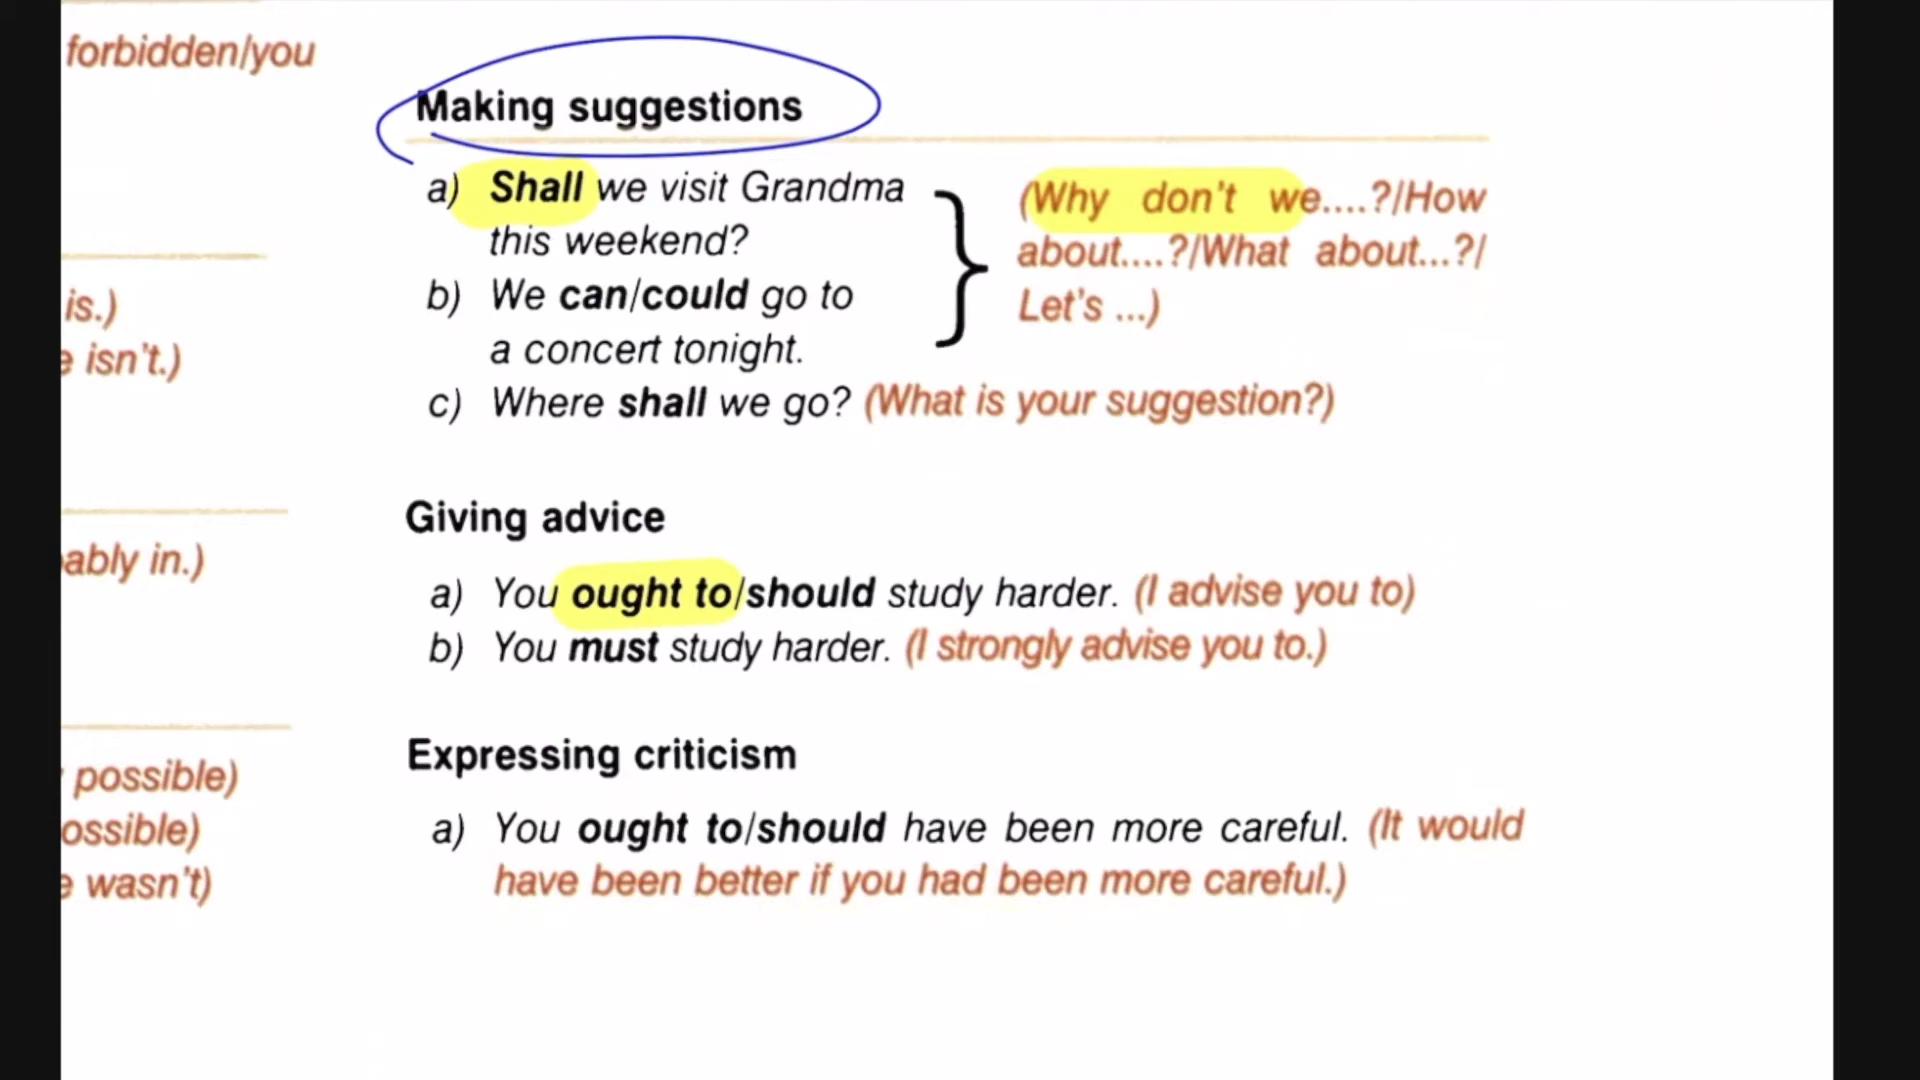 forbidden/you
is.)
e isn't.)
ably in.)
possible)
ossible)
e wasn't)
Making suggestions
a) Shall we visit Grandma
this weekend?
b) We can/could go to
a concert tonight.
(Why don't we....?/How
about....?/What about...?/
Let's ...)
c) Where shall we go? (What is your suggestion?)
Giving advice
a) You ought to/should study harder. (I advise you to)
b) You must study harder. (I strongly advise you to.)
Expressing criticism
a) You ought to/should have been more careful. (It would
have been better if you had been more careful.)